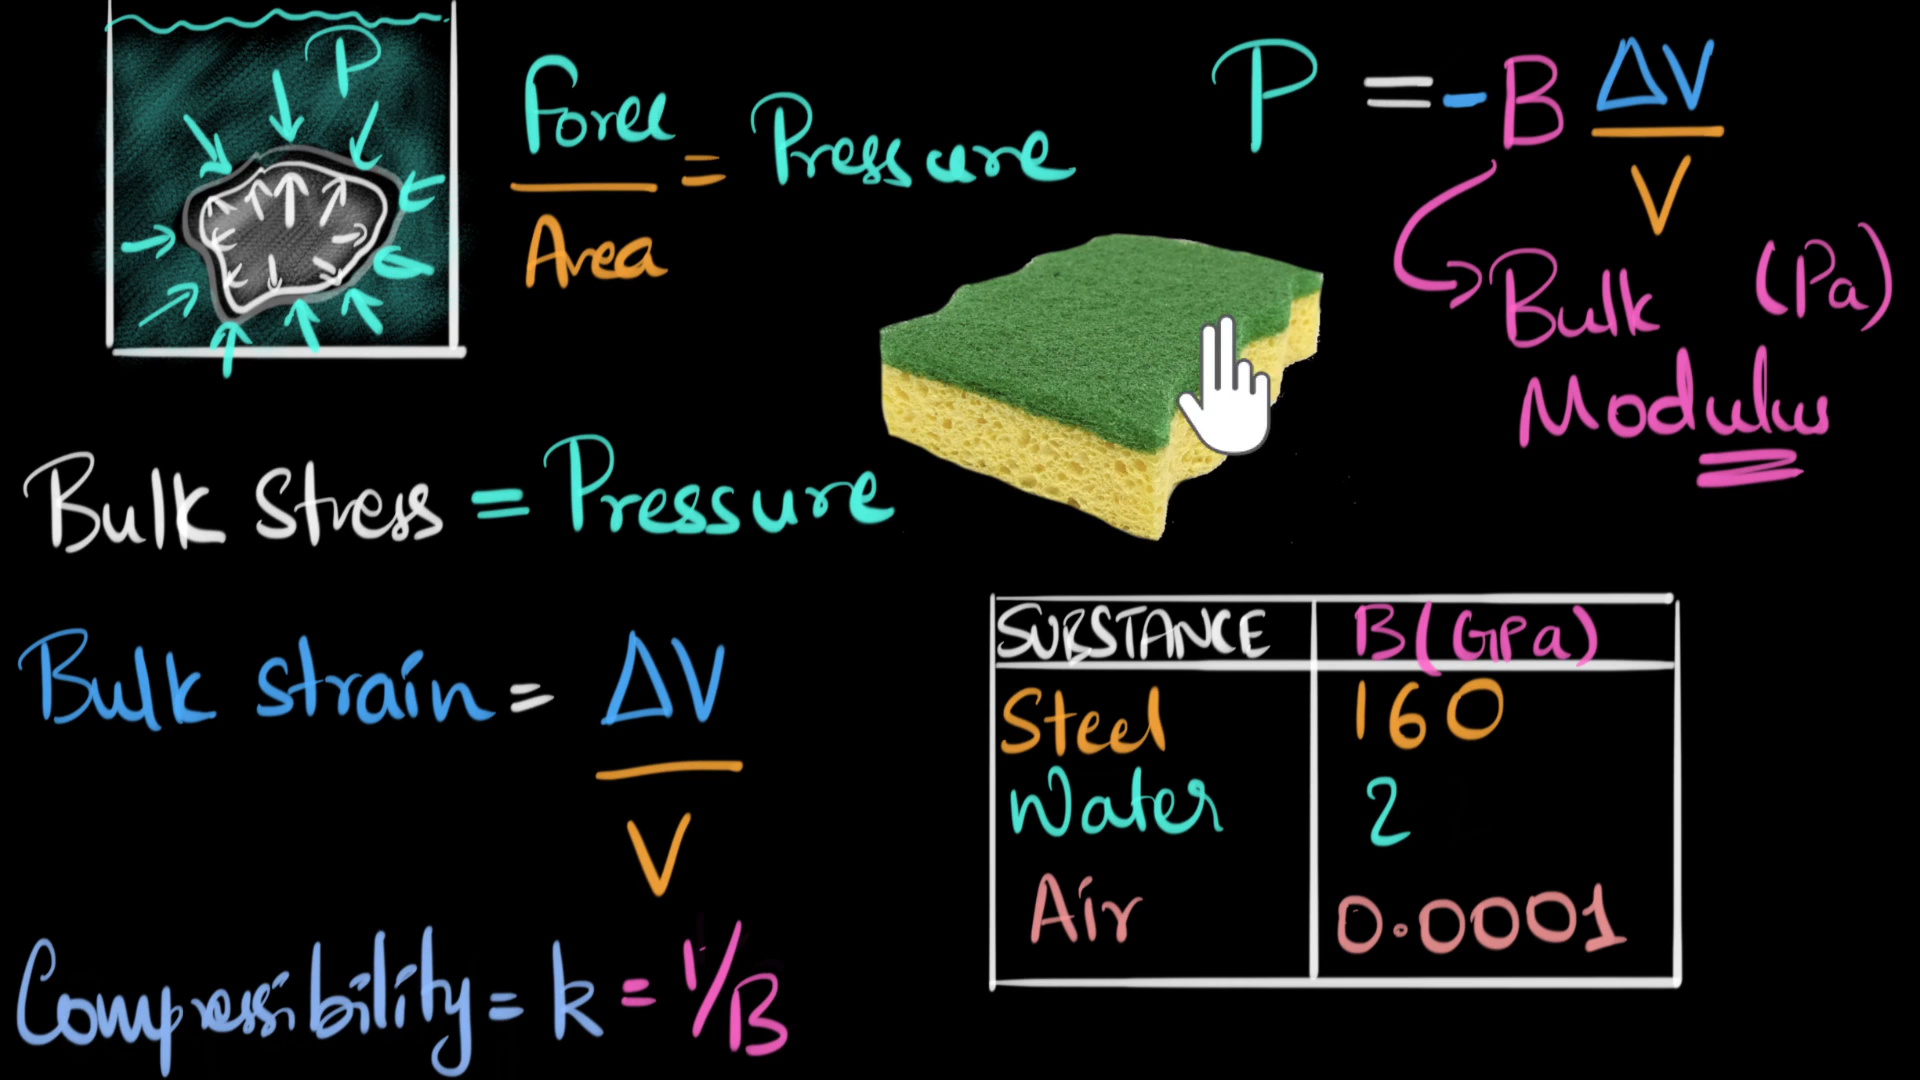 P
Force
Area
= Pressure
P = -B ΔV
V
Bulk (Pa)
Modulus
Bulk Stress = Pressure
Bulk strain = ΔV
V
Compressibility = k = 1/B
SUBSTANCE B (GPa)
Steel 160
Water 2
Air 0.0001